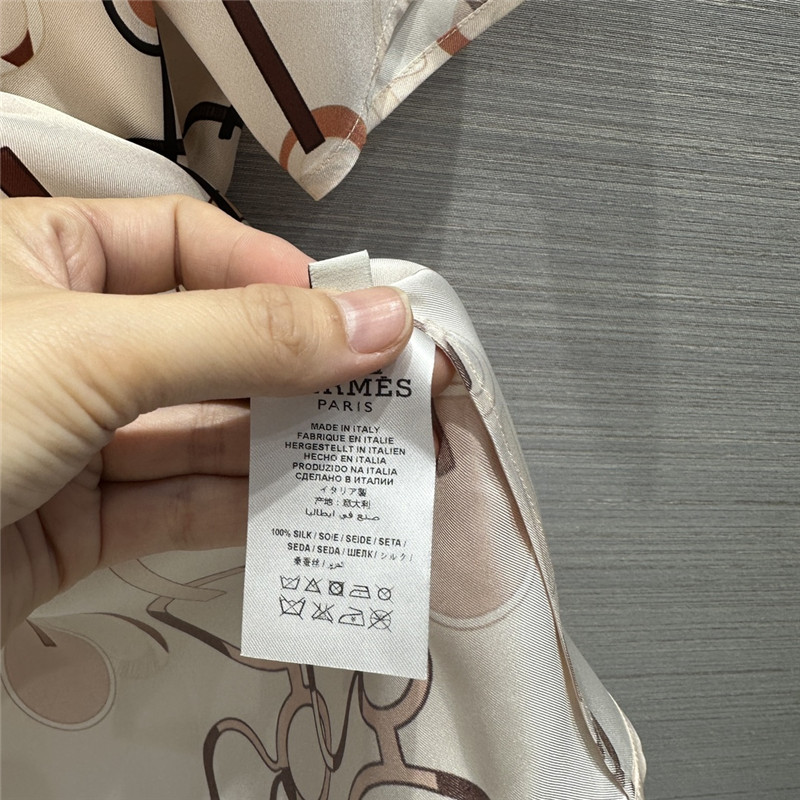 ERMÈS
PARIS
MADE IN ITALY
FABRIQUE EN ITALIE
HERGESTELLT IN ITALIEN
HECHO EN ITALIA
PRODUZIDO NA ITALIA
СДЕЛАНО В ИТАЛИИ
イタリア製
产地：意大利
صنع في ايطاليا
100% SILK / SOIE / SEIDE / SETA /
SEDA / SEDA / ШЕЛК / シルク /
桑蚕丝 / الحرير